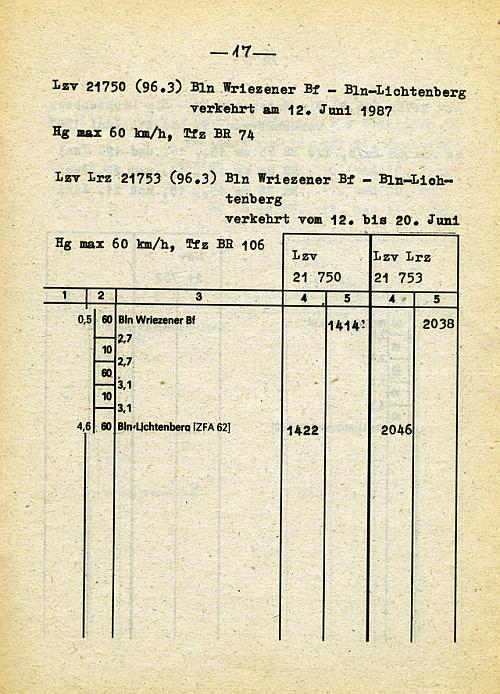 —17—
Lzv 21750 (96.3) Bln Wriezener Bf - Bln-Lichtenberg
verkehrt am 12. Juni 1987
Hg max 60 km/h, Tfz BR 74
Lzv Lrz 21753 (96.3) Bln Wriezener Bf - Bln-Lich-
tenberg
verkehrt vom 12. bis 20. Juni
Hg max 60 km/h, Tfz BR 106
Lzv Lzv Lrz
21 750 21 753
1 2 3 4 5 4 5
0,5 60 Bln Wriezener Bf 1414 2038
2,7
10
2,7
60
3,1
10
3,1
4,6 60 Bln-Lichtenberg [ZFA 62] 1422 2046